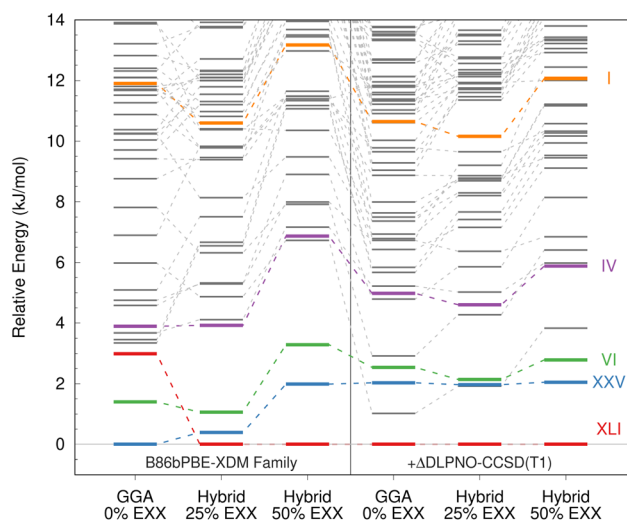 14
12
10
8
6
4
2
0
Relative Energy (kJ/mol)
I
IV
VI
XXV
XLI
B86bPBE-XDM Family
+ΔDLPNO-CCSD(T1)
GGA
0% EXX
Hybrid
25% EXX
Hybrid
50% EXX
GGA
0% EXX
Hybrid
25% EXX
Hybrid
50% EXX